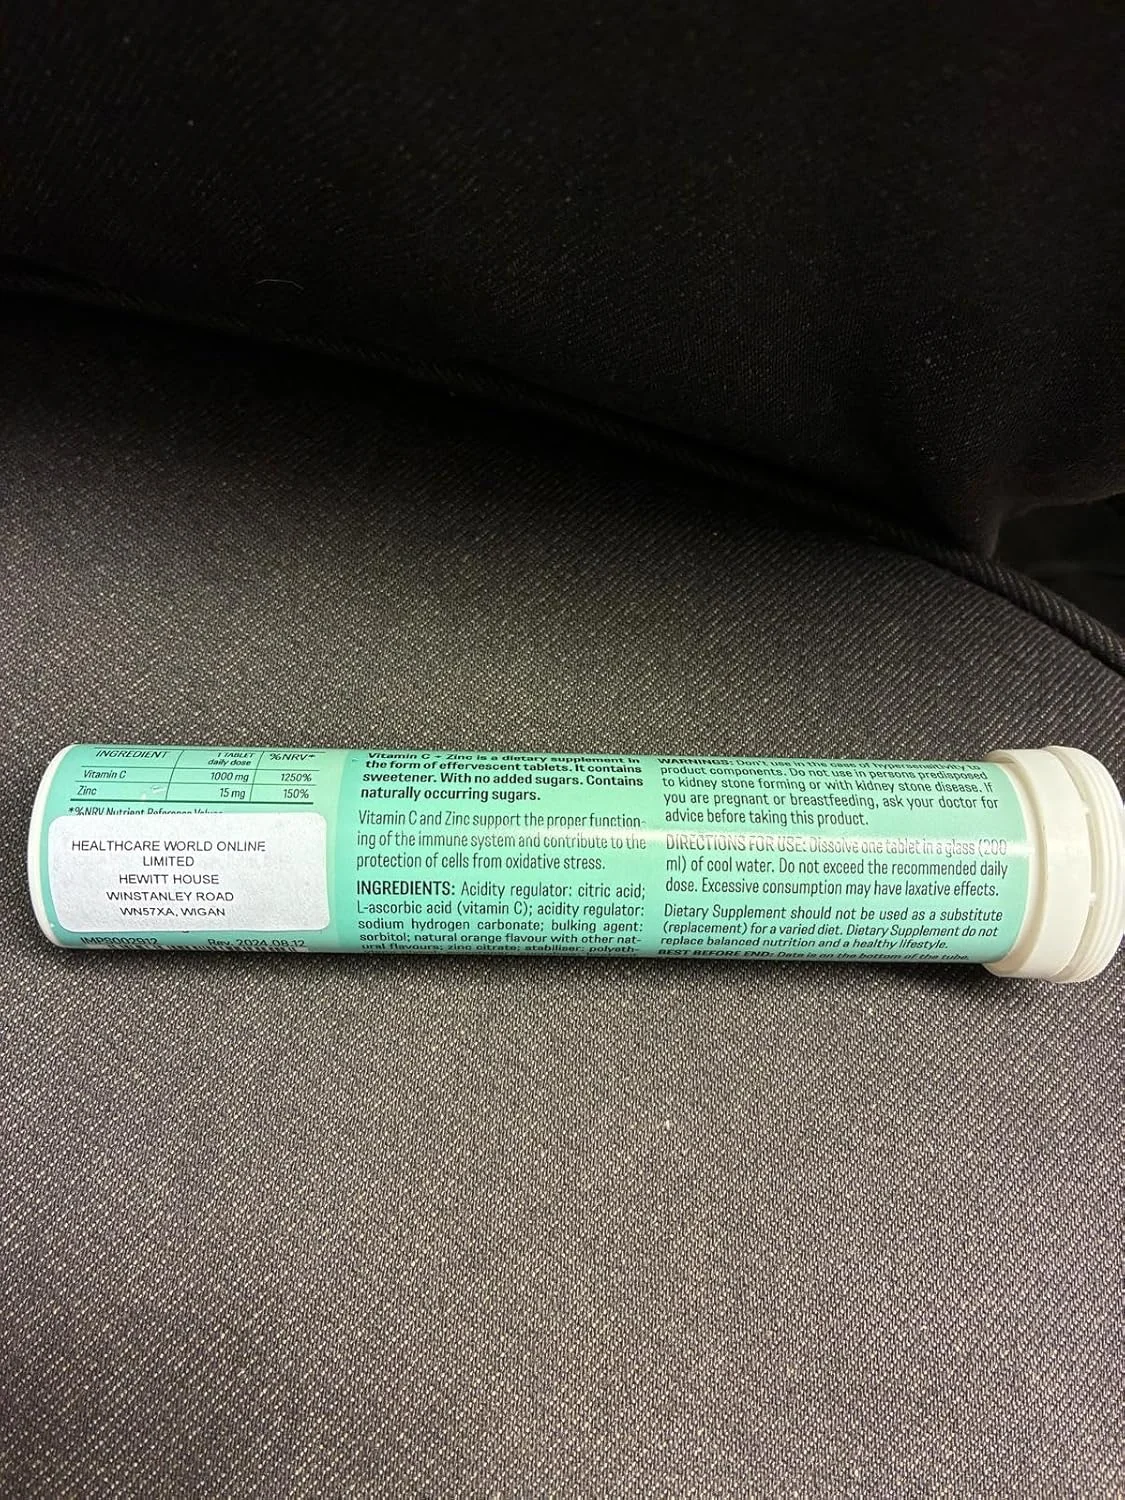 INGREDIENT 1 TABLET daily dose %NRV*
Vitamin C 1000 mg 1250%
Zinc 15 mg 150%
*%NRV Nutrient Reference Values
HEALTHCARE WORLD ONLINE
LIMITED
HEWITT HOUSE
WINSTANLEY ROAD
WN57XA, WIGAN
IMPS002912 Rev. 2024.08.12
Vitamin C + Zinc is a dietary supplement in
the form of effervescent tablets. It contains
sweetener. With no added sugars. Contains
naturally occurring sugars.
Vitamin C and Zinc support the proper function-
ing of the immune system and contribute to the
protection of cells from oxidative stress.
INGREDIENTS: Acidity regulator: citric acid;
L-ascorbic acid (vitamin C); acidity regulator:
sodium hydrogen carbonate; bulking agent:
sorbitol; natural orange flavour with other nat-
ural flavours; zinc citrate; stabiliser: polyeth-
WARNINGS: Don't use in the case of hypersensitivity to
product components. Do not use in persons predisposed
to kidney stone forming or with kidney stone disease. If
you are pregnant or breastfeeding, ask your doctor for
advice before taking this product.
DIRECTIONS FOR USE: Dissolve one tablet in a glass (200
ml) of cool water. Do not exceed the recommended daily
dose. Excessive consumption may have laxative effects.
Dietary Supplement should not be used as a substitute
(replacement) for a varied diet. Dietary Supplement do not
replace balanced nutrition and a healthy lifestyle.
BEST BEFORE END: Date is on the bottom of the tube.